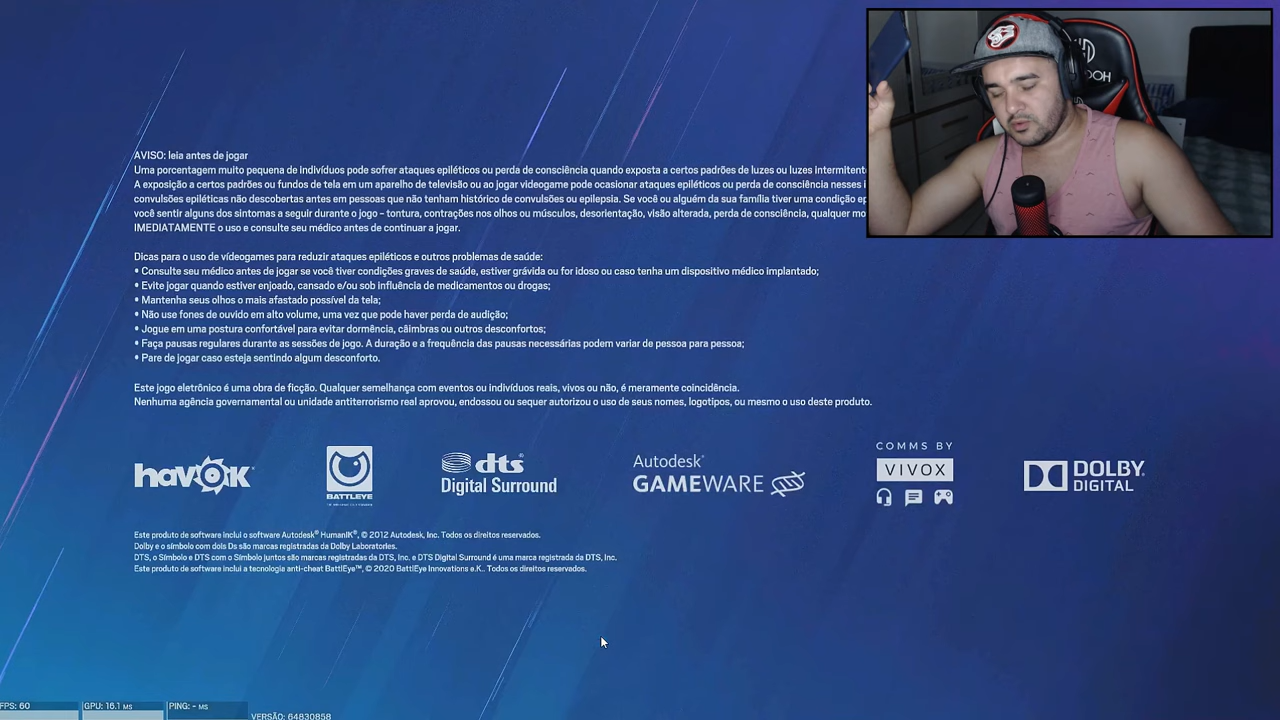 AVISO: leia antes de jogar
Uma porcentagem muito pequena de indivíduos pode sofrer ataques epiléticos ou perda de consciência quando exposta a certos padrões de luzes ou luzes
A exposição a certos padrões ou fundos de tela em um aparelho de televisão ou ao jogar videogame pode ocasionar ataques epiléticos ou perda de consciência nesses
convulsões epiléticas não descobertas antes em pessoas que não tenham histórico de convulsões ou epilepsia. Se você ou alguém da sua família tiver uma condição
você sentir alguns dos sintomas a seguir durante o jogo – tontura, contrações nos olhos ou músculos, desorientação, visão alterada, perda de consciência, qualquer
IMEDIATAMENTE o uso e consulte seu médico antes de continuar a jogar.
Dicas para o uso de vídeogames para reduzir ataques epiléticos e outros problemas de saúde:
• Consulte seu médico antes de jogar se você tiver condições graves de saúde, estiver grávida ou for idoso ou caso tenha um dispositivo médico implantado;
• Evite jogar quando estiver enjoado, cansado e/ou sob influência de medicamentos ou drogas;
• Mantenha seus olhos o mais afastado possível da tela;
• Não use fones de ouvido em alto volume, uma vez que pode haver perda de audição;
• Jogue em uma postura confortável para evitar dormência, câimbras ou outros desconfortos;
• Faça pausas regulares durante as sessões de jogo. A duração e a frequência das pausas necessárias podem variar de pessoa para pessoa;
• Pare de jogar caso esteja sentindo algum desconforto.
Este jogo eletrônico é uma obra de ficção. Qualquer semelhança com eventos ou indivíduos reais, vivos ou não, é meramente coincidência.
Nenhuma agência governamental ou unidade antiterrorismo real aprovou, endossou ou sequer autorizou o uso de seus nomes, logotipos, ou mesmo o uso deste produto.
havok
BATTLEYE
dts Digital Surround
Autodesk® GAMEWARE
COMMS BY VIVOX
DOLBY DIGITAL
Este produto de software inclui o software Autodesk® HumanIK®, © 2012 Autodesk, Inc. Todos os direitos reservados.
Dolby e o símbolo com dois Ds são marcas registradas da Dolby Laboratories.
DTS, o Símbolo e DTS com o Símbolo juntos são marcas registradas da DTS, Inc. e DTS Digital Surround é uma marca registrada da DTS, Inc.
Este produto de software inclui a tecnologia anti-cheat BattlEye™, © 2020 BattlEye Innovations e.K.. Todos os direitos reservados.
FPS: 60 GPU: 16.1 MS PING: - MS VERSÃO: 64830858